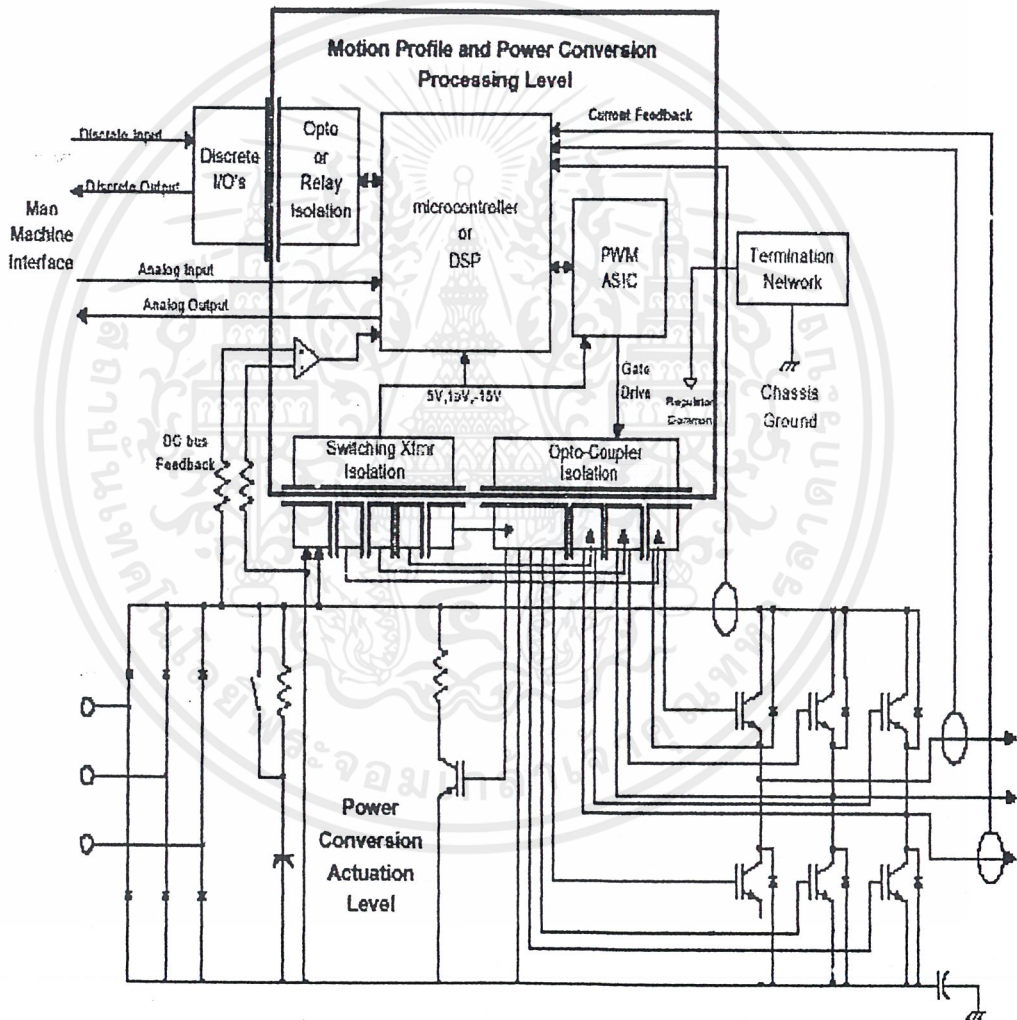 Motion Profile and Power Conversion
Processing Level
Current Feedback
Discrete Input
Discrete Output
Discrete
I/O's
Opto
or
Relay
Isolation
microcontroller
or
DSP
PWM
ASIC
Termination
Network
Man
Machine
Interface
Analog Input
Analog Output
5V,15V,-15V
Gate
Drive
Regulator
Common
Chassis
Ground
DC bus
Feedback
Switching Xfmr
Isolation
Opto-Coupler
Isolation
Power
Conversion
Actuation
Level